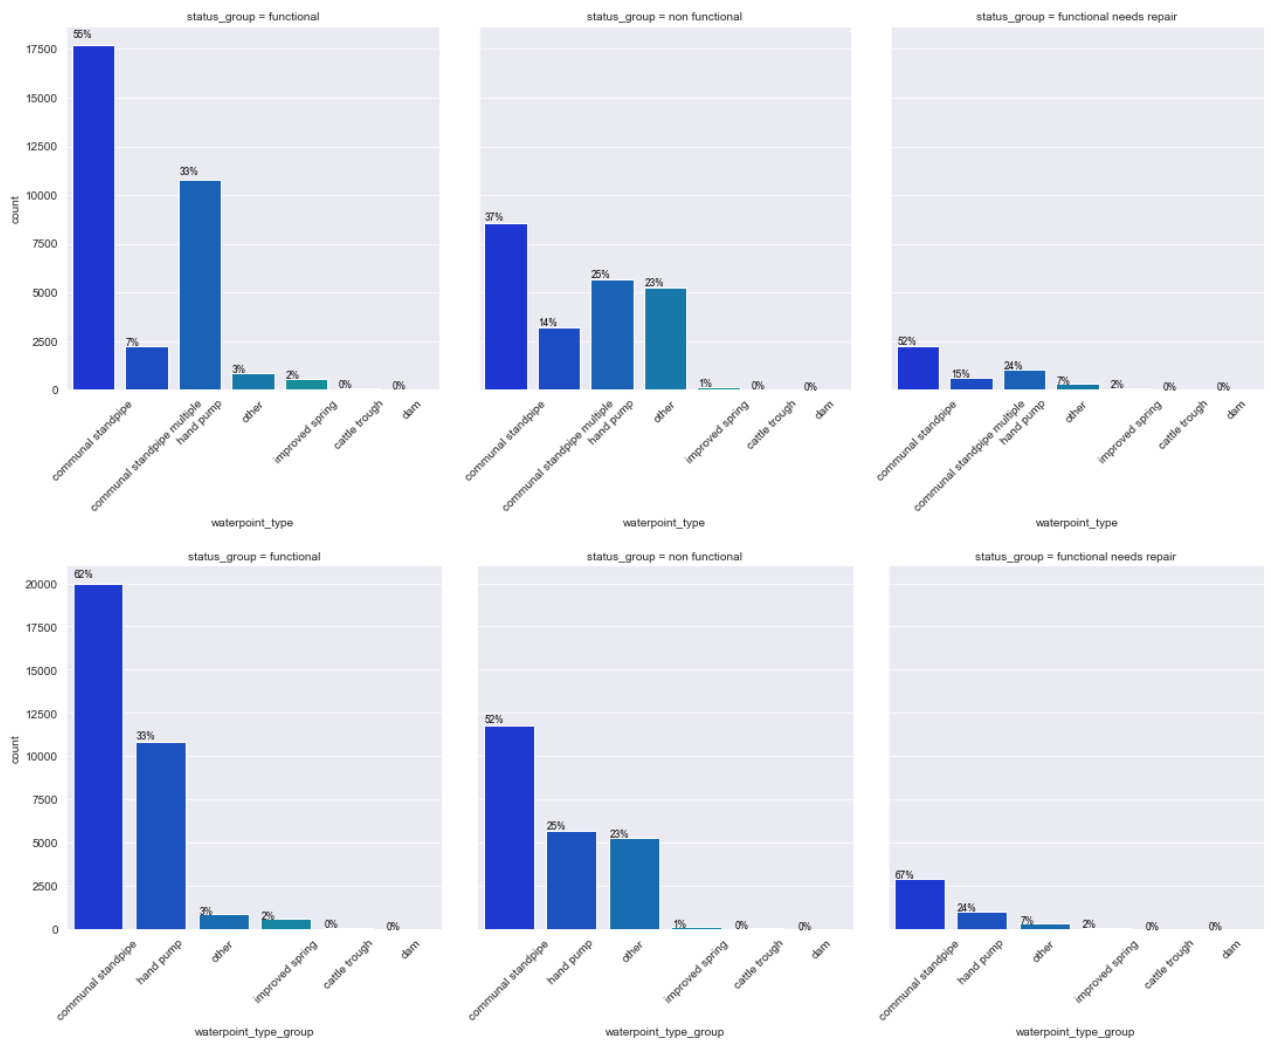 status_group = functional
status_group = non functional
status_group = functional needs repair
17500
15000
12500
10000
7500
5000
2500
0
count
55%
7%
33%
3%
2%
0%
0%
37%
14%
25%
23%
1%
0%
0%
52%
15%
24%
7%
2%
0%
0%
communal standpipe
communal standpipe multiple
hand pump
other
improved spring
cattle trough
dam
communal standpipe
communal standpipe multiple
hand pump
other
improved spring
cattle trough
dam
communal standpipe
communal standpipe multiple
hand pump
other
improved spring
cattle trough
dam
waterpoint_type
waterpoint_type
waterpoint_type
status_group = functional
status_group = non functional
status_group = functional needs repair
20000
17500
15000
12500
10000
7500
5000
2500
0
count
62%
33%
3%
2%
0%
0%
52%
25%
23%
1%
0%
0%
67%
24%
7%
2%
0%
0%
communal standpipe
hand pump
other
improved spring
cattle trough
dam
communal standpipe
hand pump
other
improved spring
cattle trough
dam
communal standpipe
hand pump
other
improved spring
cattle trough
dam
waterpoint_type_group
waterpoint_type_group
waterpoint_type_group